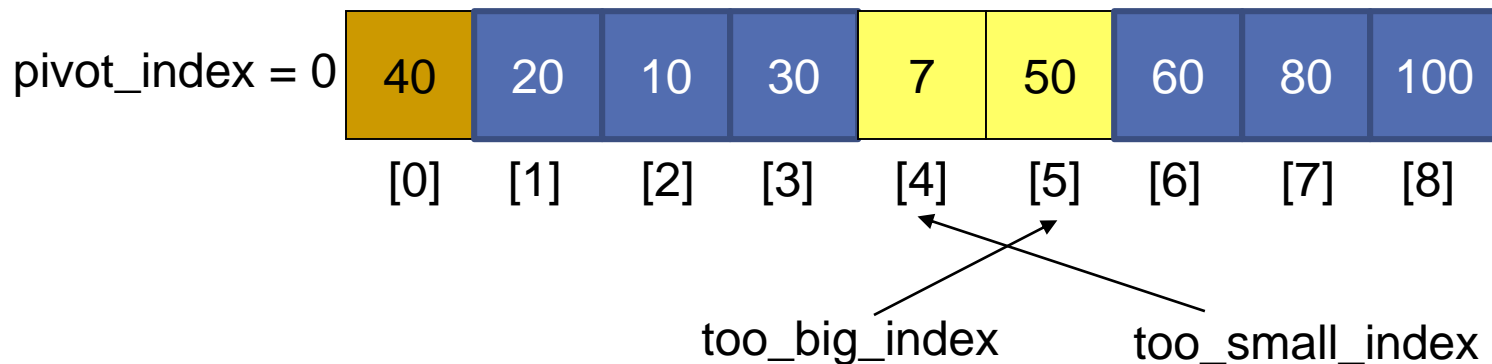 pivot_index = 0 40 20 10 30 7 50 60 80 100
[0] [1] [2] [3] [4] [5] [6] [7] [8]
too_big_index too_small_index